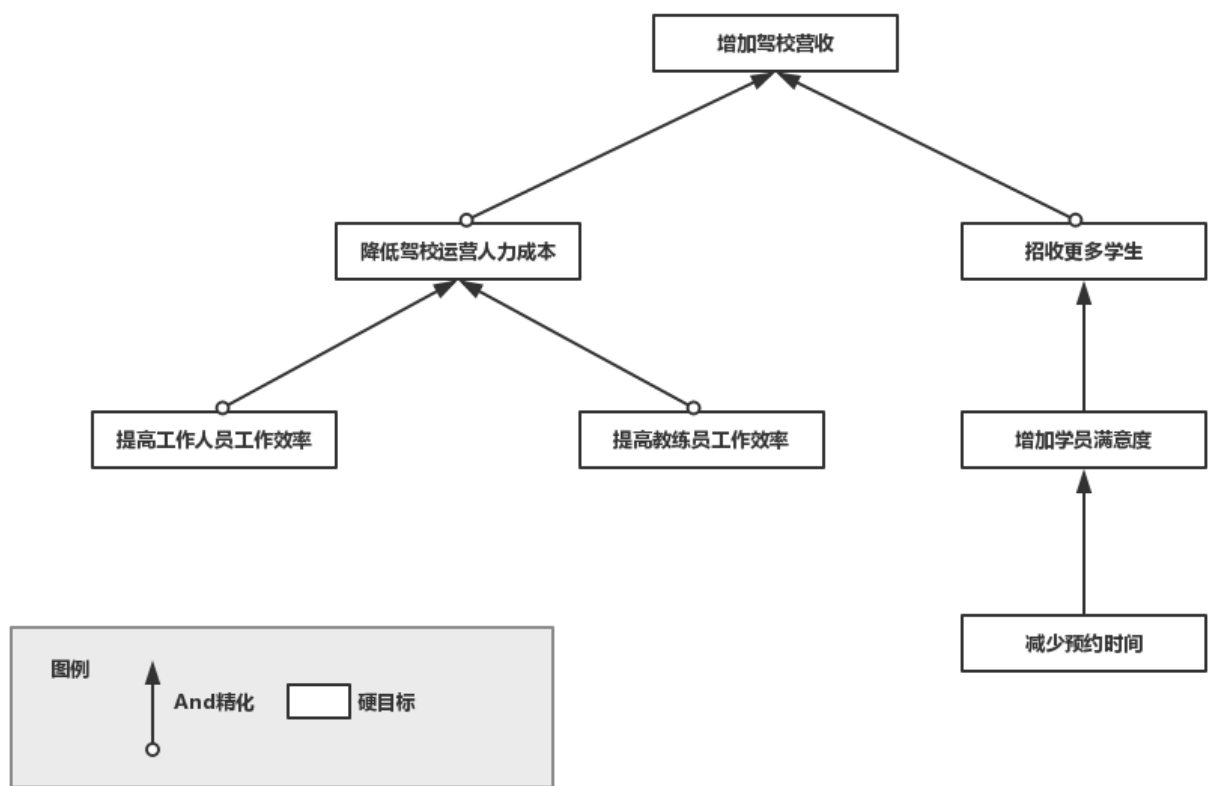 增加驾校营收
降低驾校运营人力成本
招收更多学生
提高工作人员工作效率
提高教练员工作效率
增加学员满意度
减少预约时间
图例
And精化
硬目标